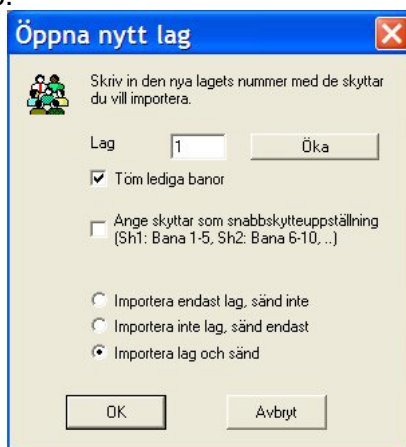 Öppna nytt lag
Skriv in den nya lagets nummer med de skyttar
du vill importera.
Lag 1 Öka
Töm lediga banor
Ange skyttar som snabbskytteuppställning
(Sh1: Bana 1-5, Sh2: Bana 6-10, ..)
Importera endast lag, sänd inte
Importera inte lag, sänd endast
Importera lag och sänd
OK Avbryt